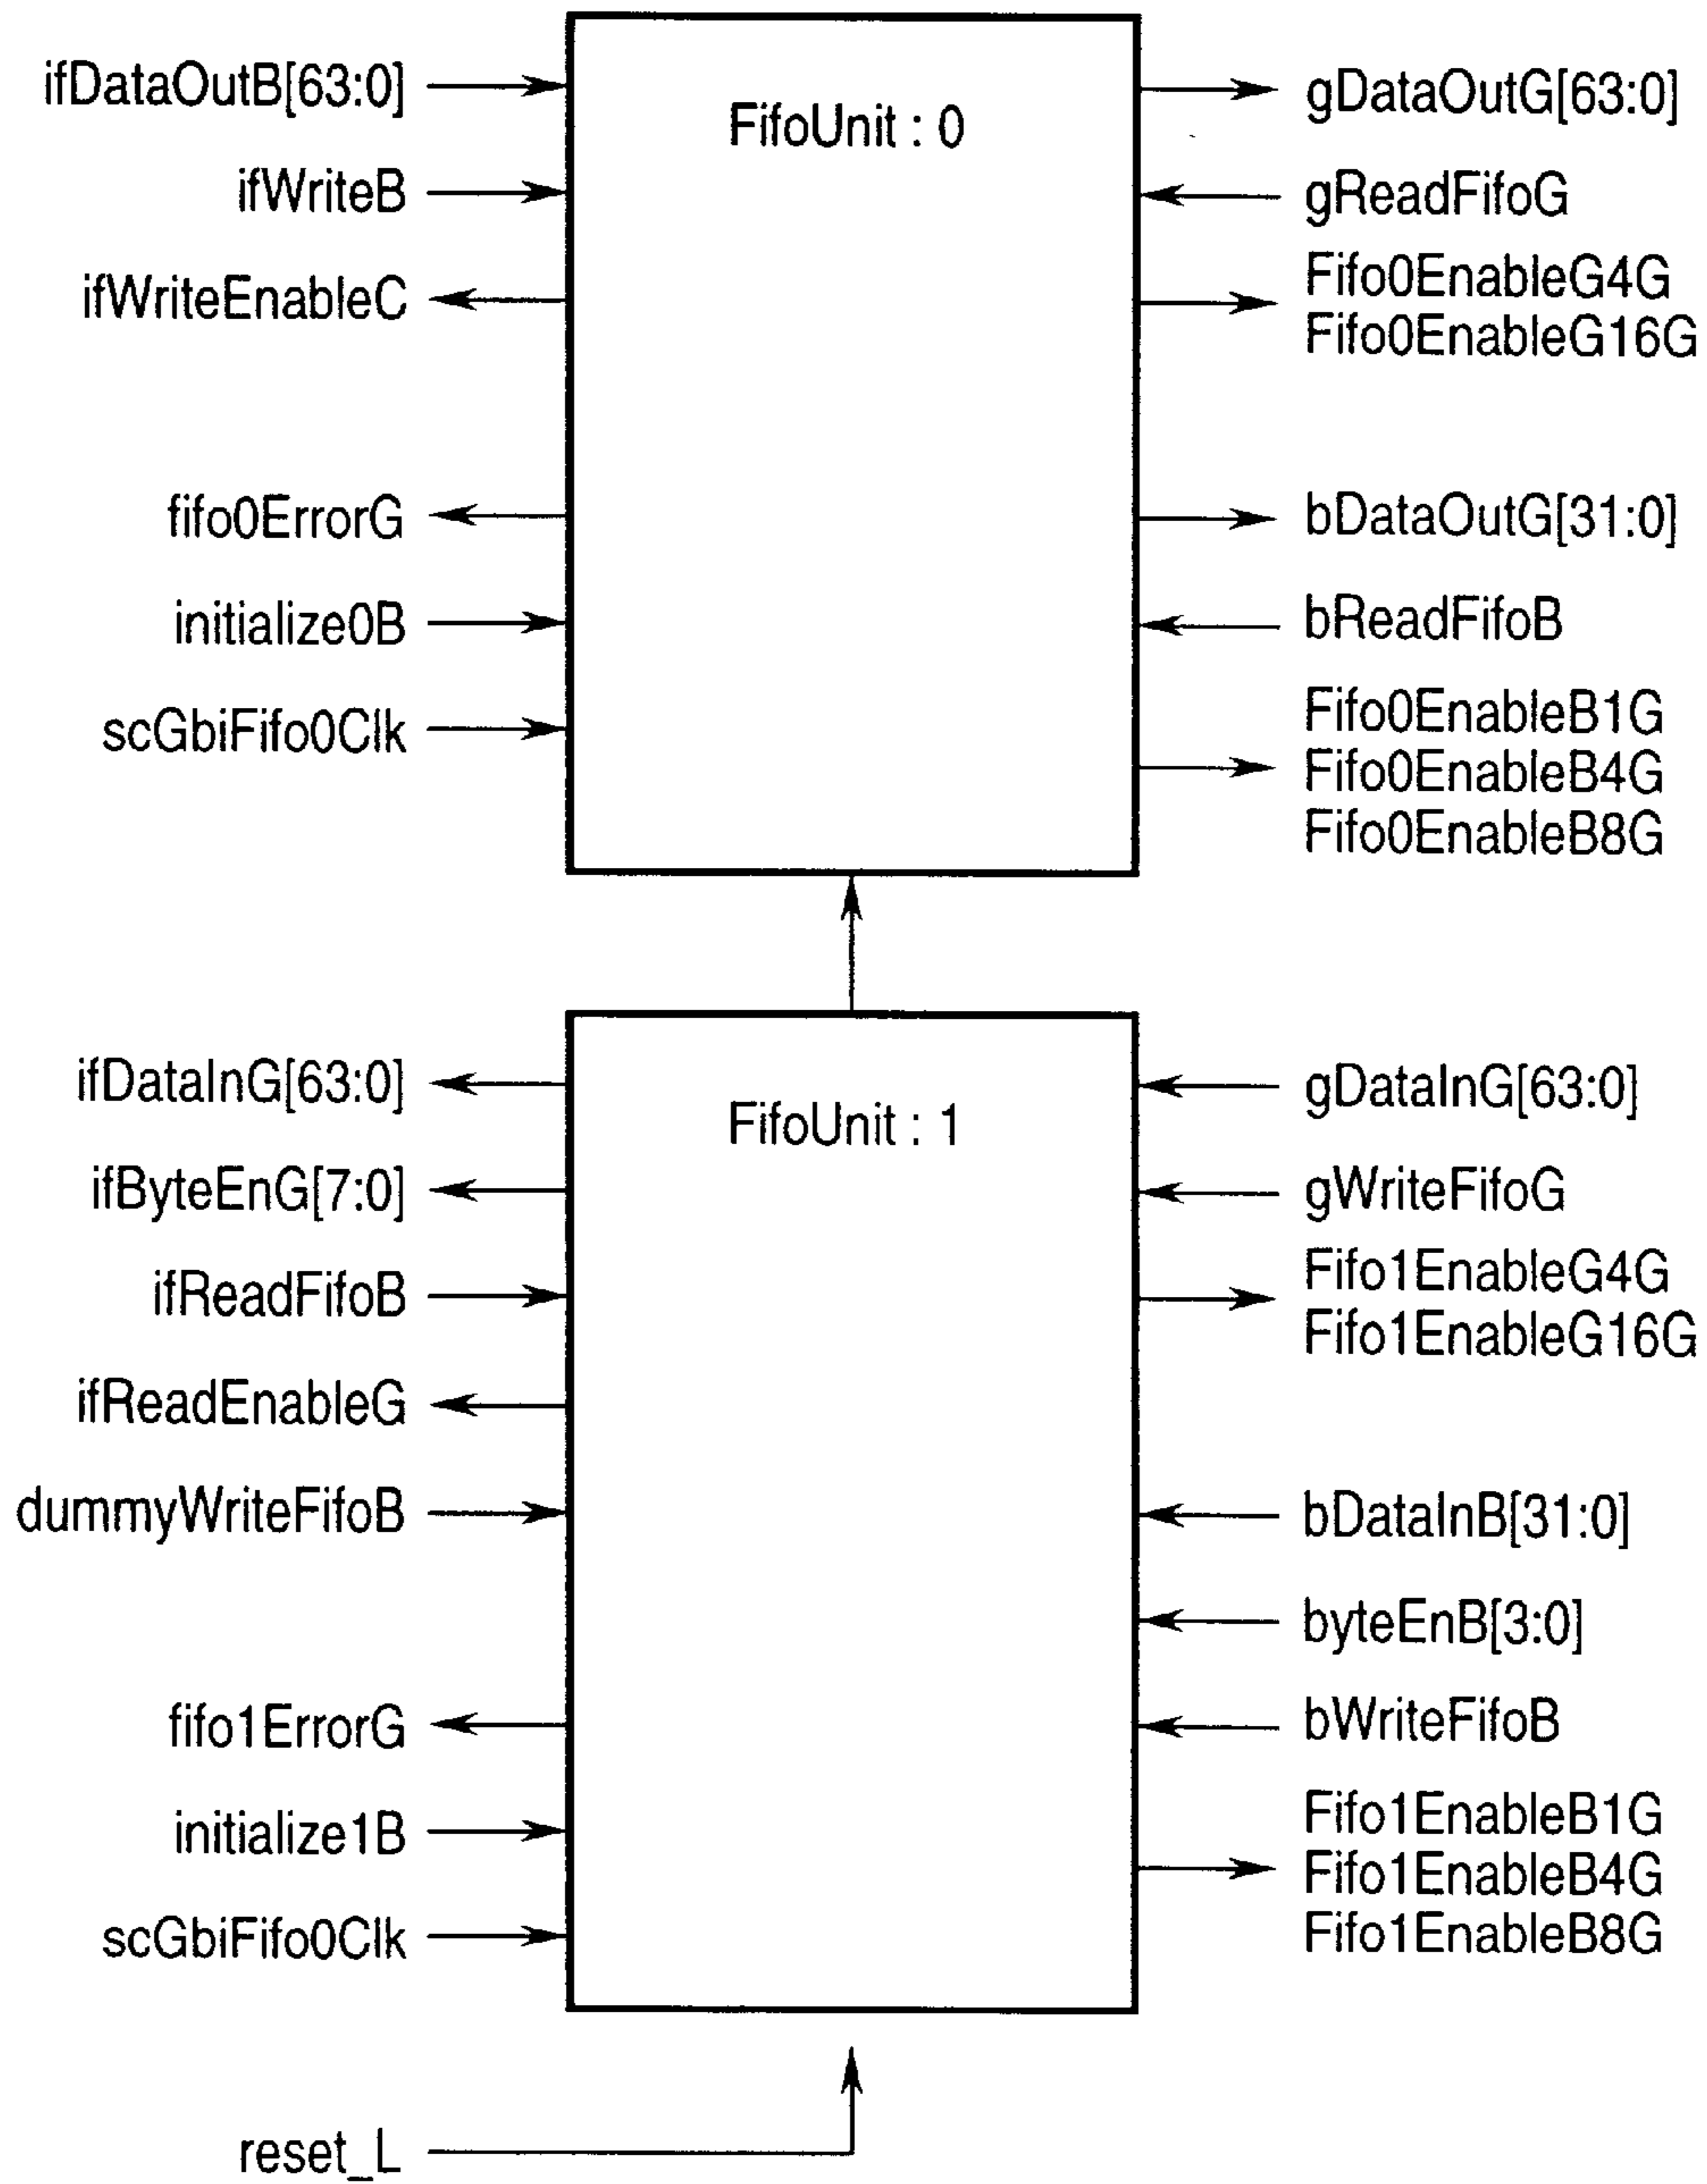 FifoUnit : 0
ifDataOutB[63:0]
ifWriteB
ifWriteEnableC
fifo0ErrorG
initialize0B
scGbiFifo0Clk
gDataOutG[63:0]
gReadFifoG
Fifo0EnableG4G
Fifo0EnableG16G
bDataOutG[31:0]
bReadFifoB
Fifo0EnableB1G
Fifo0EnableB4G
Fifo0EnableB8G
FifoUnit : 1
ifDataInG[63:0]
ifByteEnG[7:0]
ifReadFifoB
ifReadEnableG
dummyWriteFifoB
fifo1ErrorG
initialize1B
scGbiFifo0Clk
gDataInG[63:0]
gWriteFifoG
Fifo1EnableG4G
Fifo1EnableG16G
bDataInB[31:0]
byteEnB[3:0]
bWriteFifoB
Fifo1EnableB1G
Fifo1EnableB4G
Fifo1EnableB8G
reset_L